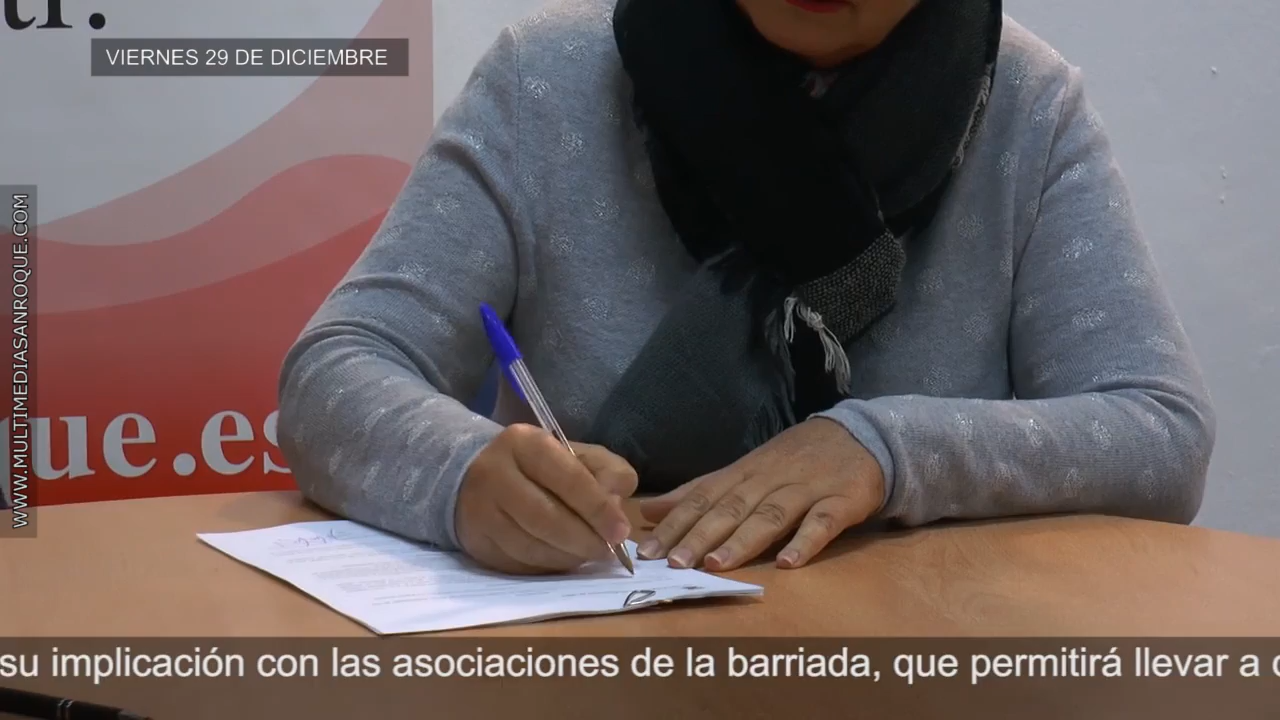 tr.
VIERNES 29 DE DICIEMBRE
WWW.MULTIMEDIASANROQUE.COM
que.es
su implicación con las asociaciones de la barriada, que permitirá llevar a